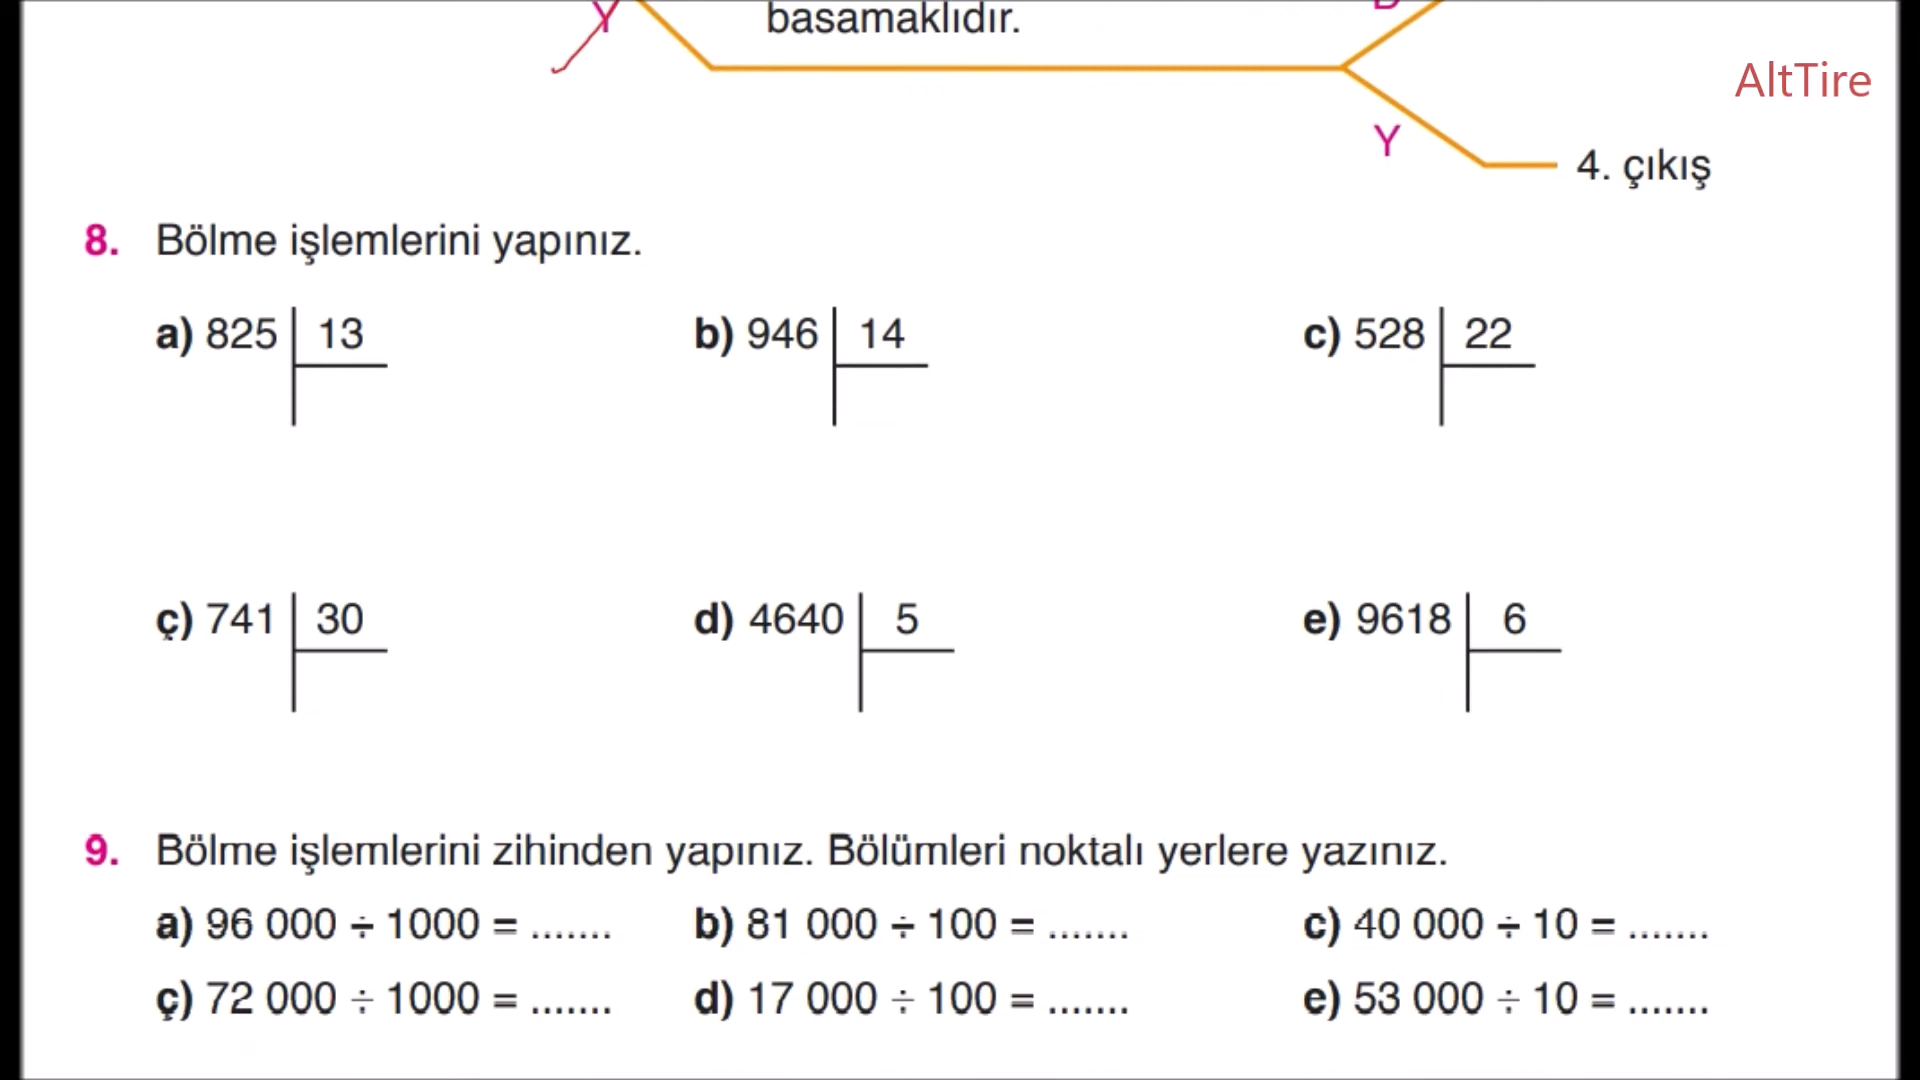 Y
basamaklıdır.
D
AltTire
Y
4. çıkış
8. Bölme işlemlerini yapınız.
a) 825 13
b) 946 14
c) 528 22
ç) 741 30
d) 4640 5
e) 9618 6
9. Bölme işlemlerini zihinden yapınız. Bölümleri noktalı yerlere yazınız.
a) 96 000 ÷ 1000 = .......
b) 81 000 ÷ 100 = .......
c) 40 000 ÷ 10 = .......
ç) 72 000 ÷ 1000 = .......
d) 17 000 ÷ 100 = .......
e) 53 000 ÷ 10 = .......